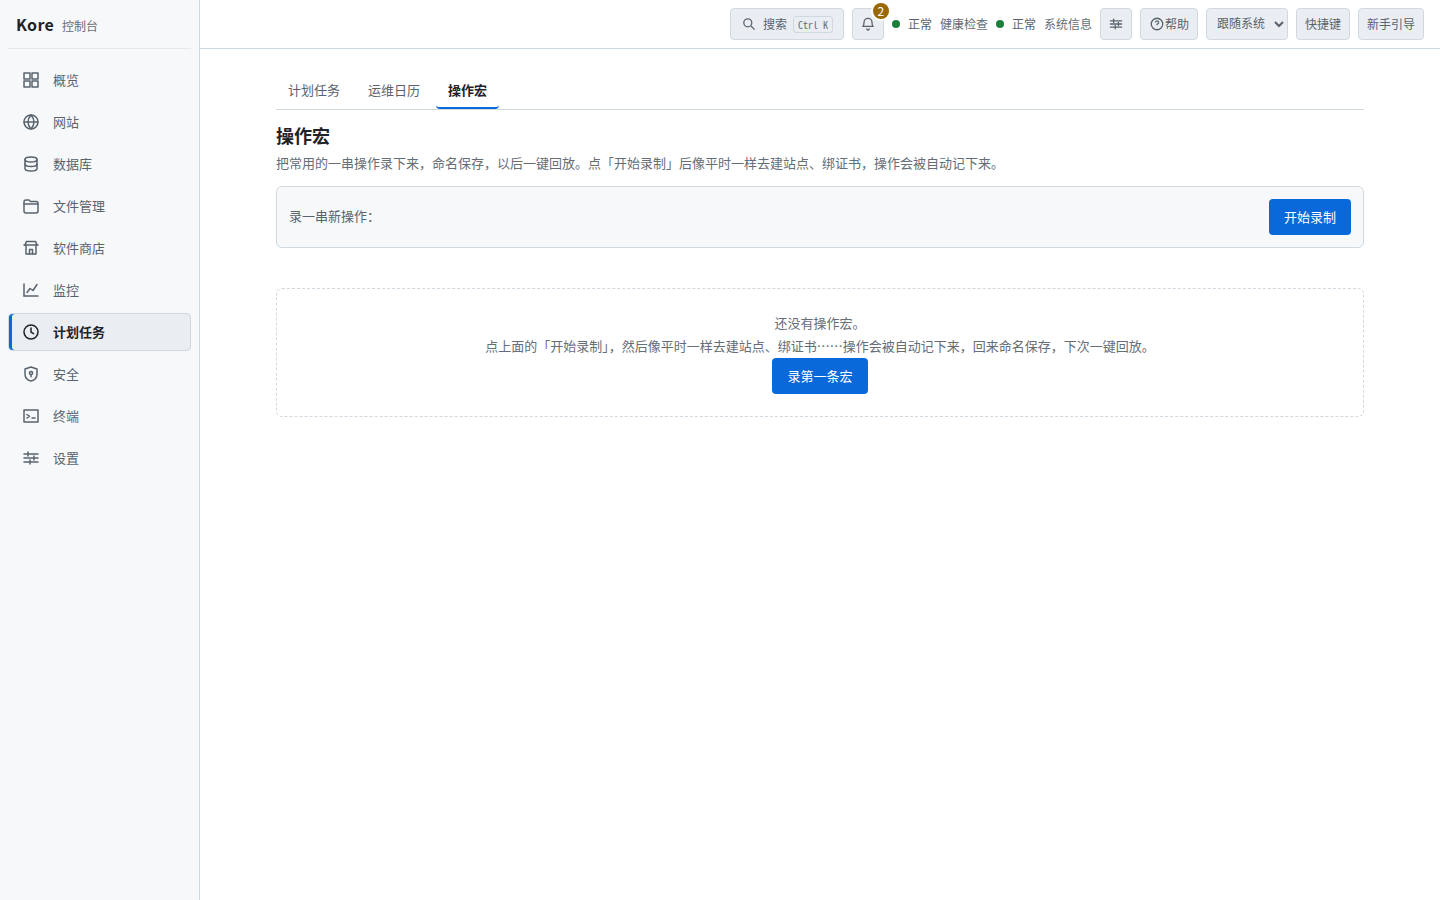 Kore 控制台
搜索 Ctrl K
2
正常 健康检查
正常 系统信息
帮助
跟随系统
快捷键
新手引导
概览
网站
数据库
文件管理
软件商店
监控
计划任务
安全
终端
设置
计划任务 运维日历 操作宏
操作宏
把常用的一串操作录下来，命名保存，以后一键回放。点「开始录制」后像平时一样去建站点、绑证书，操作会被自动记下来。
录一串新操作：
开始录制
还没有操作宏。
点上面的「开始录制」，然后像平时一样去建站点、绑证书……操作会被自动记下来，回来命名保存，下次一键回放。
录第一条宏